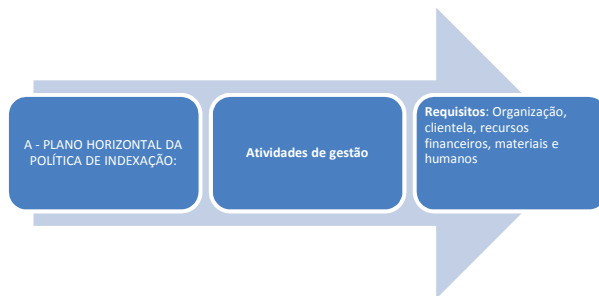 A - PLANO HORIZONTAL DA
POLÍTICA DE INDEXAÇÃO:
Atividades de gestão
Requisitos: Organização,
clientela, recursos
financeiros, materiais e
humanos